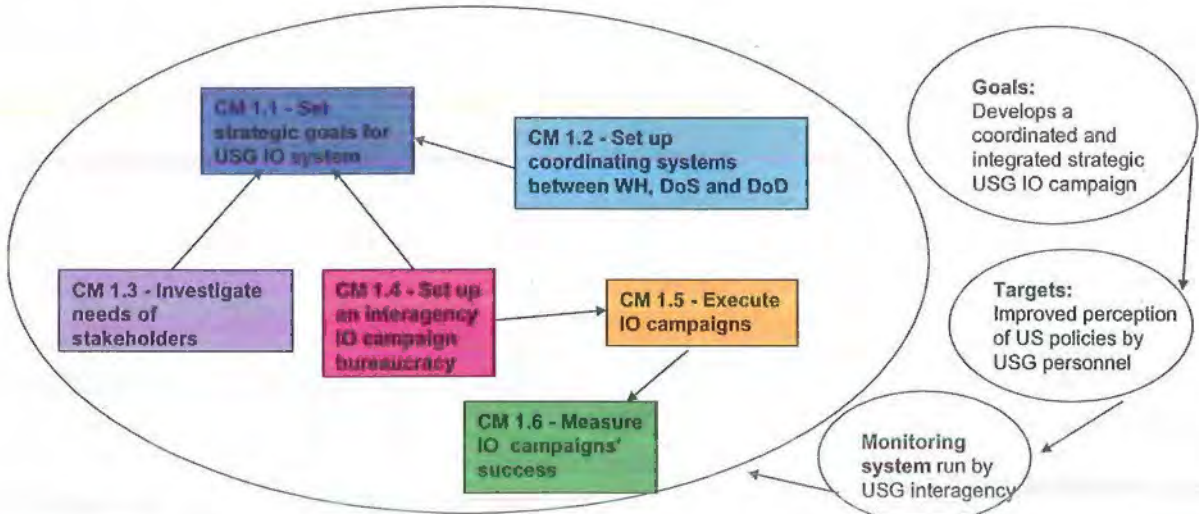 CM 1.1 - Set
strategic goals for
USG IO system
CM 1.2 - Set up
coordinating systems
between WH, DoS and DoD
CM 1.3 - Investigate
needs of
stakeholders
CM 1.4 - Set up
an interagency
IO campaign
bureaucracy
CM 1.5 - Execute
IO campaigns
CM 1.6 - Measure
IO campaigns'
success
Goals:
Develops a
coordinated and
integrated strategic
USG IO campaign
Targets:
Improved perception
of US policies by
USG personnel
Monitoring
system run by
USG interagency